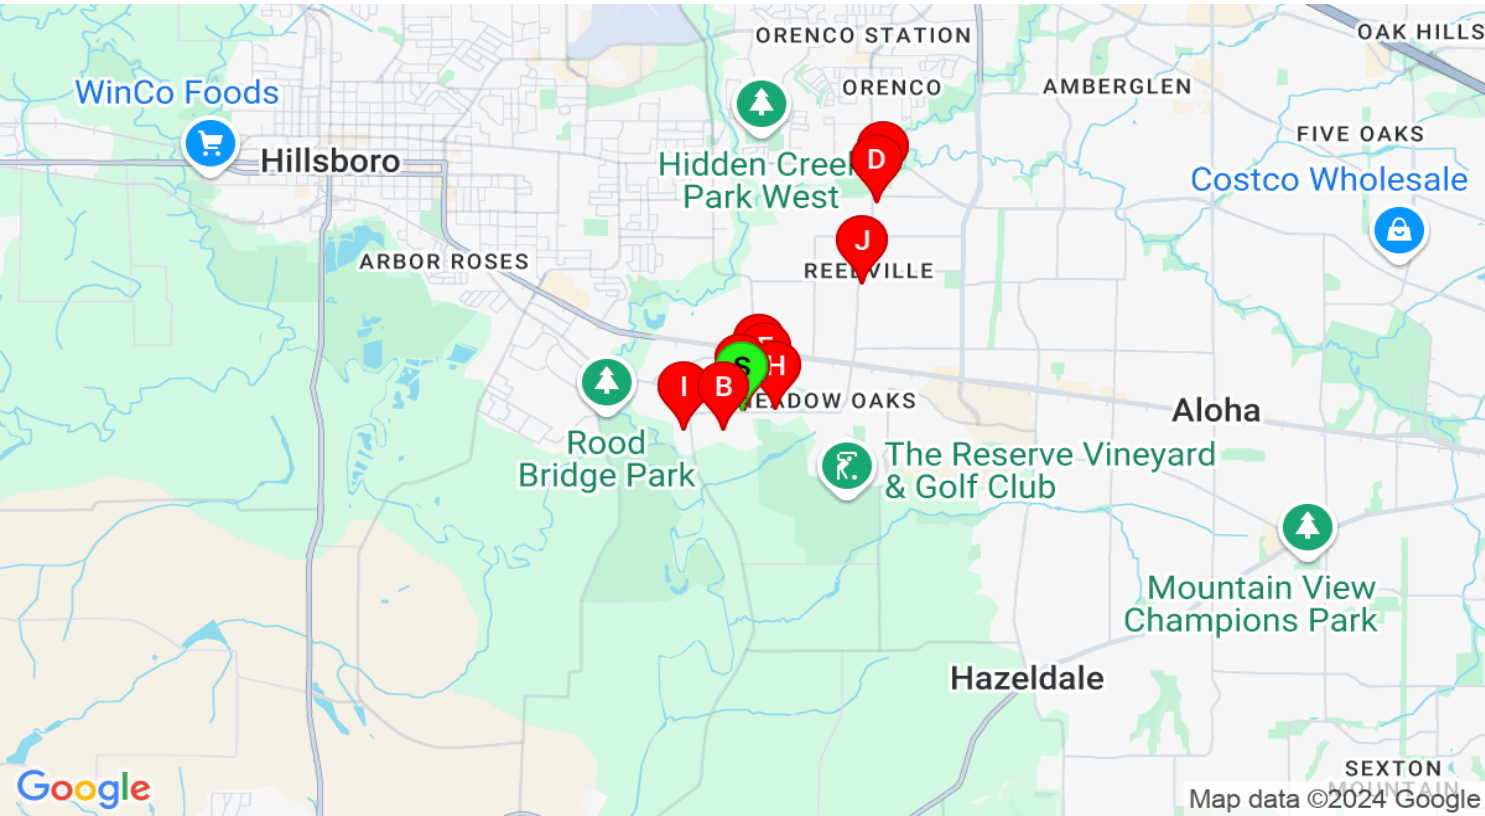 ORENCO STATION
OAK HILLS
WinCo Foods
ORENCO
AMBERGLEN
FIVE OAKS
Hillsboro
Hidden Creek
Park West
D
Costco Wholesale
ARBOR ROSES
J
REEDVILLE
S
H
I
B
MEADOW OAKS
Aloha
Rood
Bridge Park
The Reserve Vineyard
& Golf Club
Mountain View
Champions Park
Hazeldale
SEXTON
MOUNTAIN
Google
Map data ©2024 Google